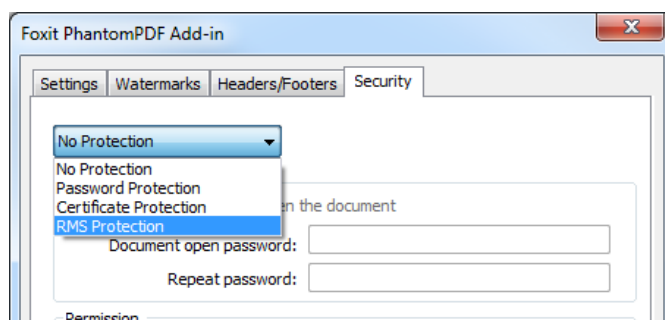 Foxit PhantomPDF Add-in
Settings Watermarks Headers/Footers Security
No Protection
No Protection
Password Protection
Certificate Protection
en the document
RMS Protection
Document open password:
Repeat password:
Permission